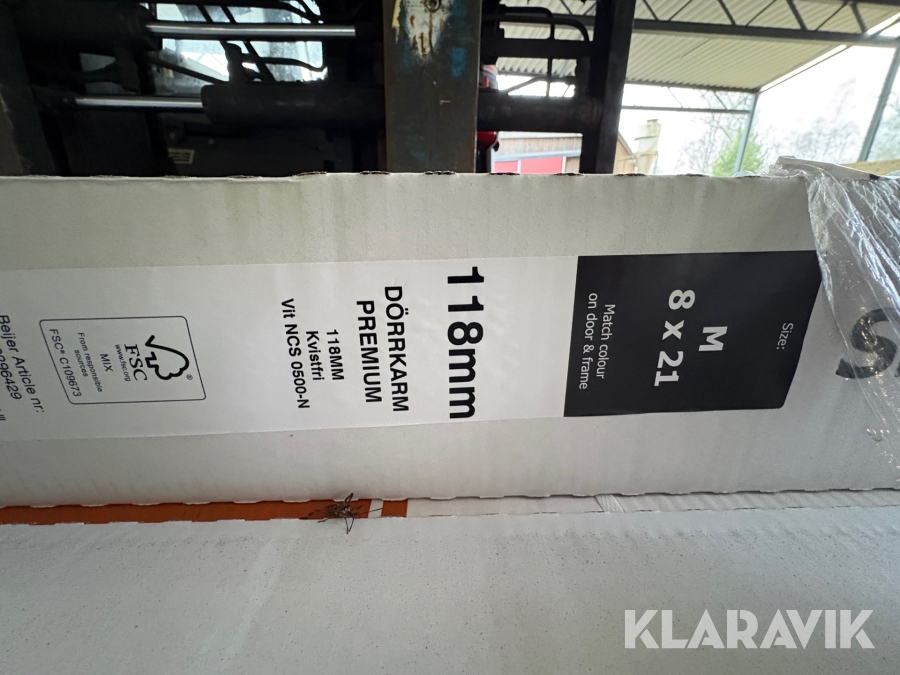 Size:
M
8 x 21
Match colour
on door & frame
118mm
DÖRRKARM
PREMIUM
118MM
Kvistfri
Vit NCS 0500-N
®
FSC
www.fsc.org
MIX
From responsible
sources
FSC® C109673
Beijer Article nr:
KLARAVIK